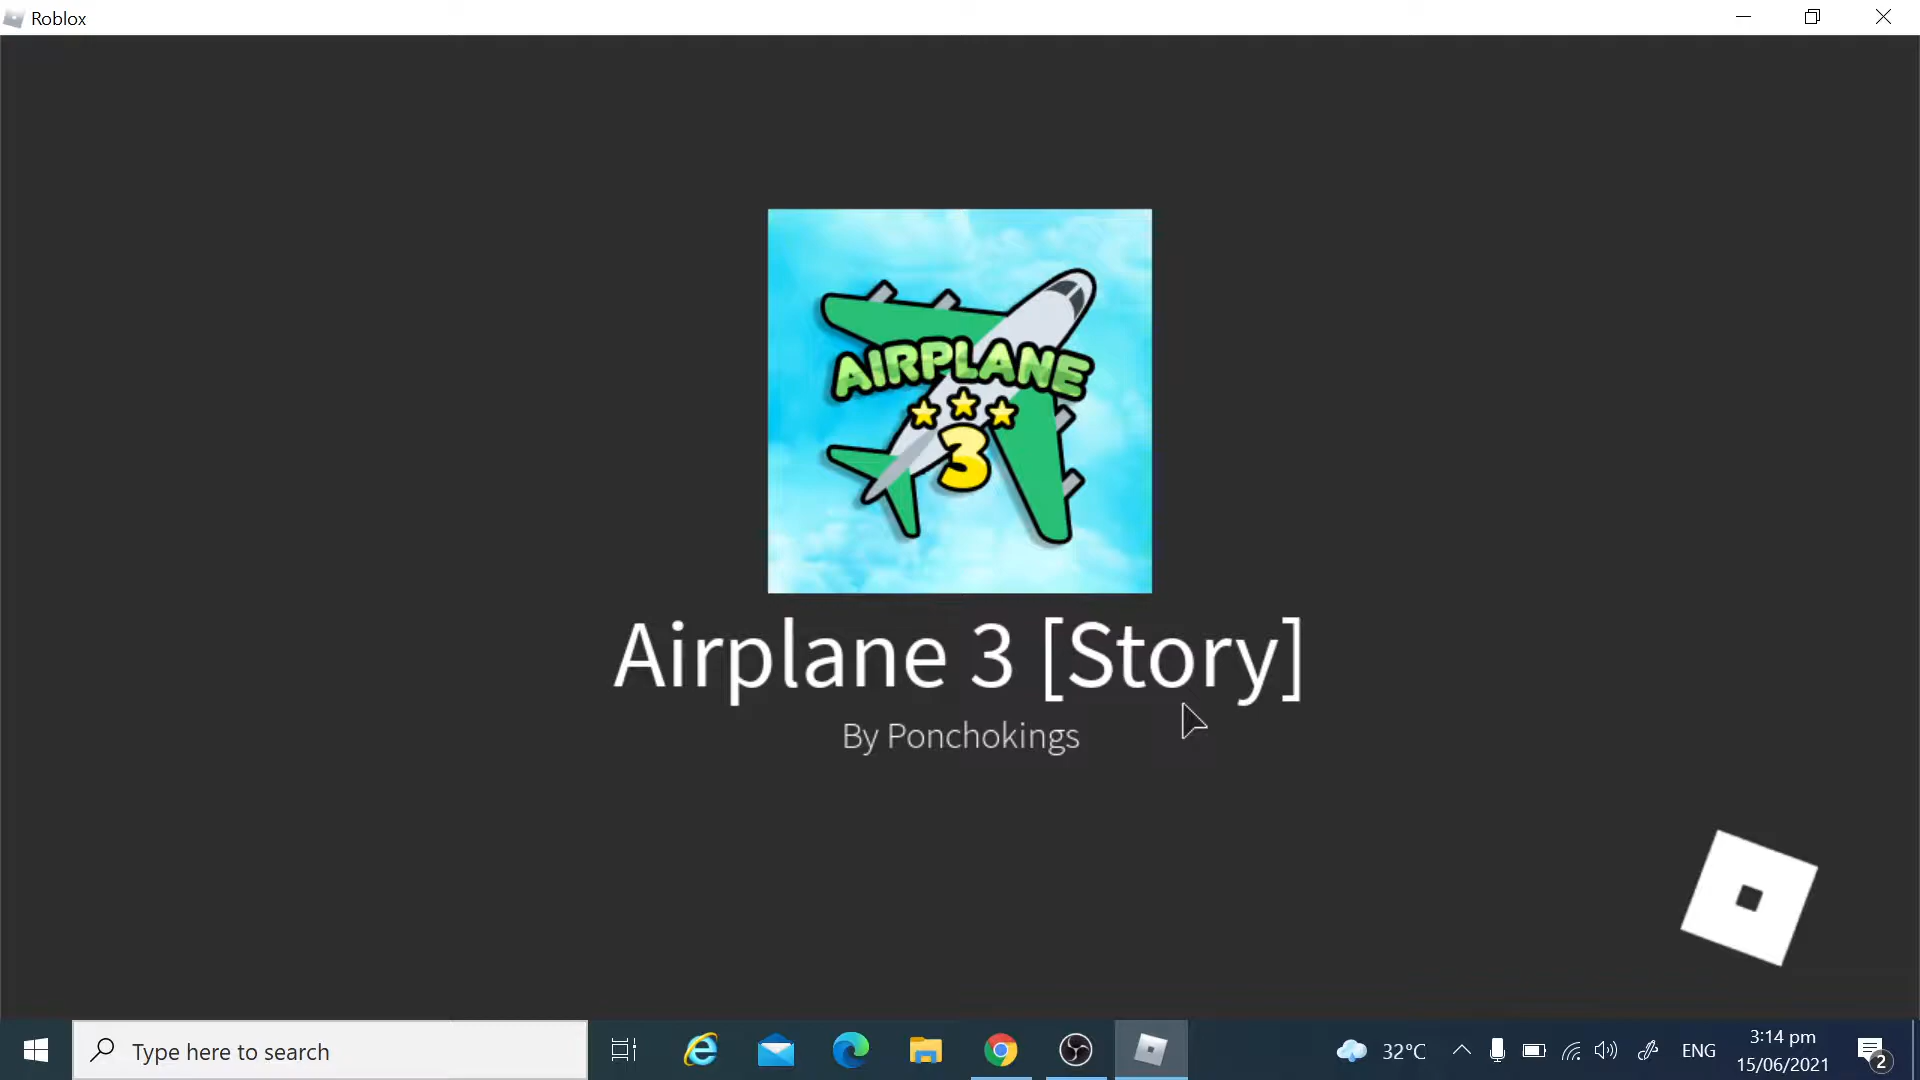 Roblox
AIRPLANE
3
Airplane 3 [Story]
By Ponchokings
Type here to search
32°C
ENG
3:14 pm
15/06/2021
2